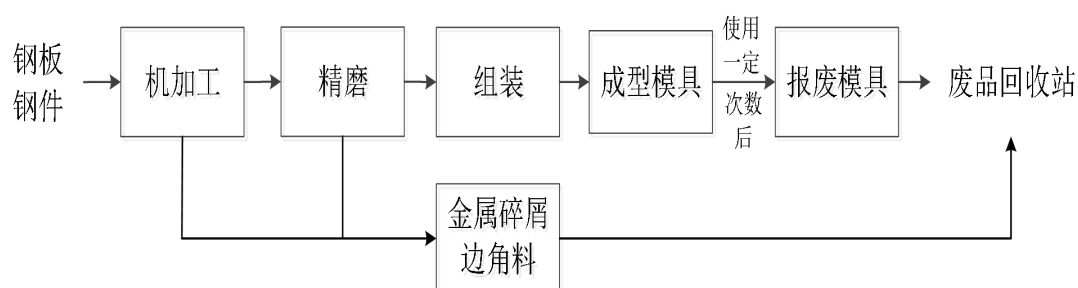 钢板
钢件
机加工
精磨
组装
成型模具
使用
一定
次数
后
报废模具
废品回收站
金属碎屑
边角料